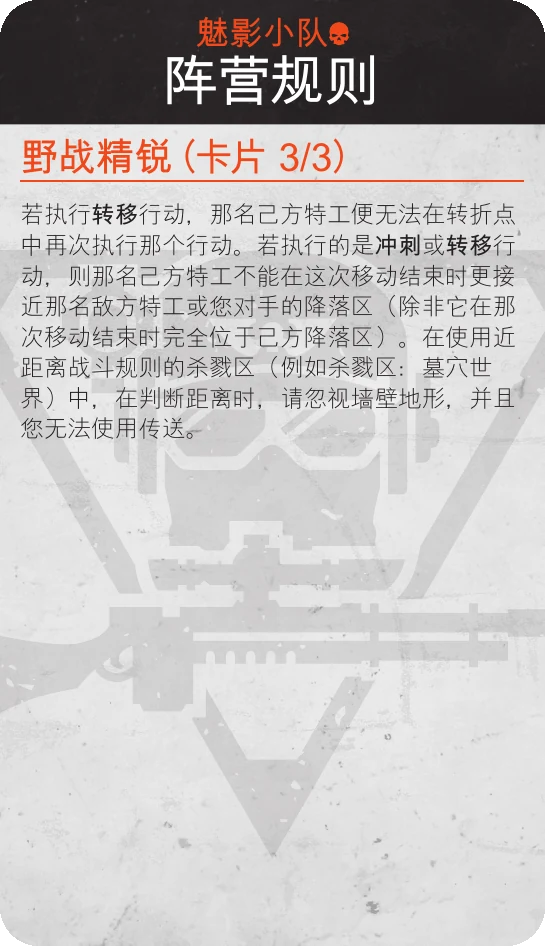 魅影小队
阵营规则
野战精锐 (卡片 3/3)
若执行转移行动，那名己方特工便无法在转折点
中再次执行那个行动。若执行的是冲刺或转移行
动，则那名己方特工不能在这次移动结束时更接
近那名敌方特工或您对手的降落区（除非它在那
次移动结束时完全位于己方降落区）。在使用近
距离战斗规则的杀戮区（例如杀戮区：墓穴世
界）中，在判断距离时，请忽视墙壁地形，并且
您无法使用传送。